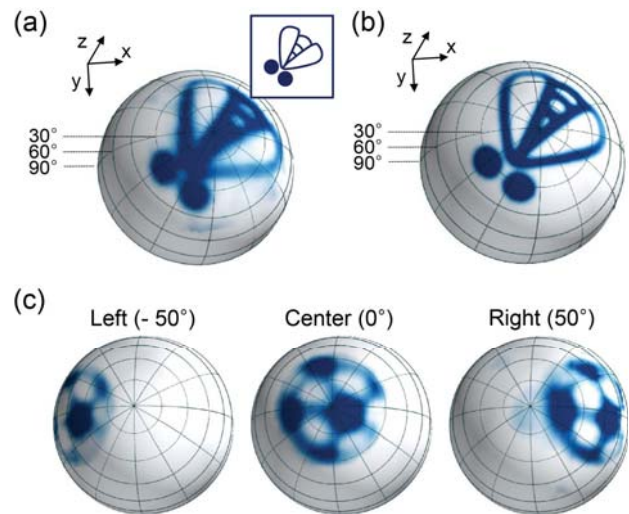 (a)
(b)
z
x
y
z
x
y
30°
60°
90°
30°
60°
90°
(c)
Left (- 50°)
Center (0°)
Right (50°)